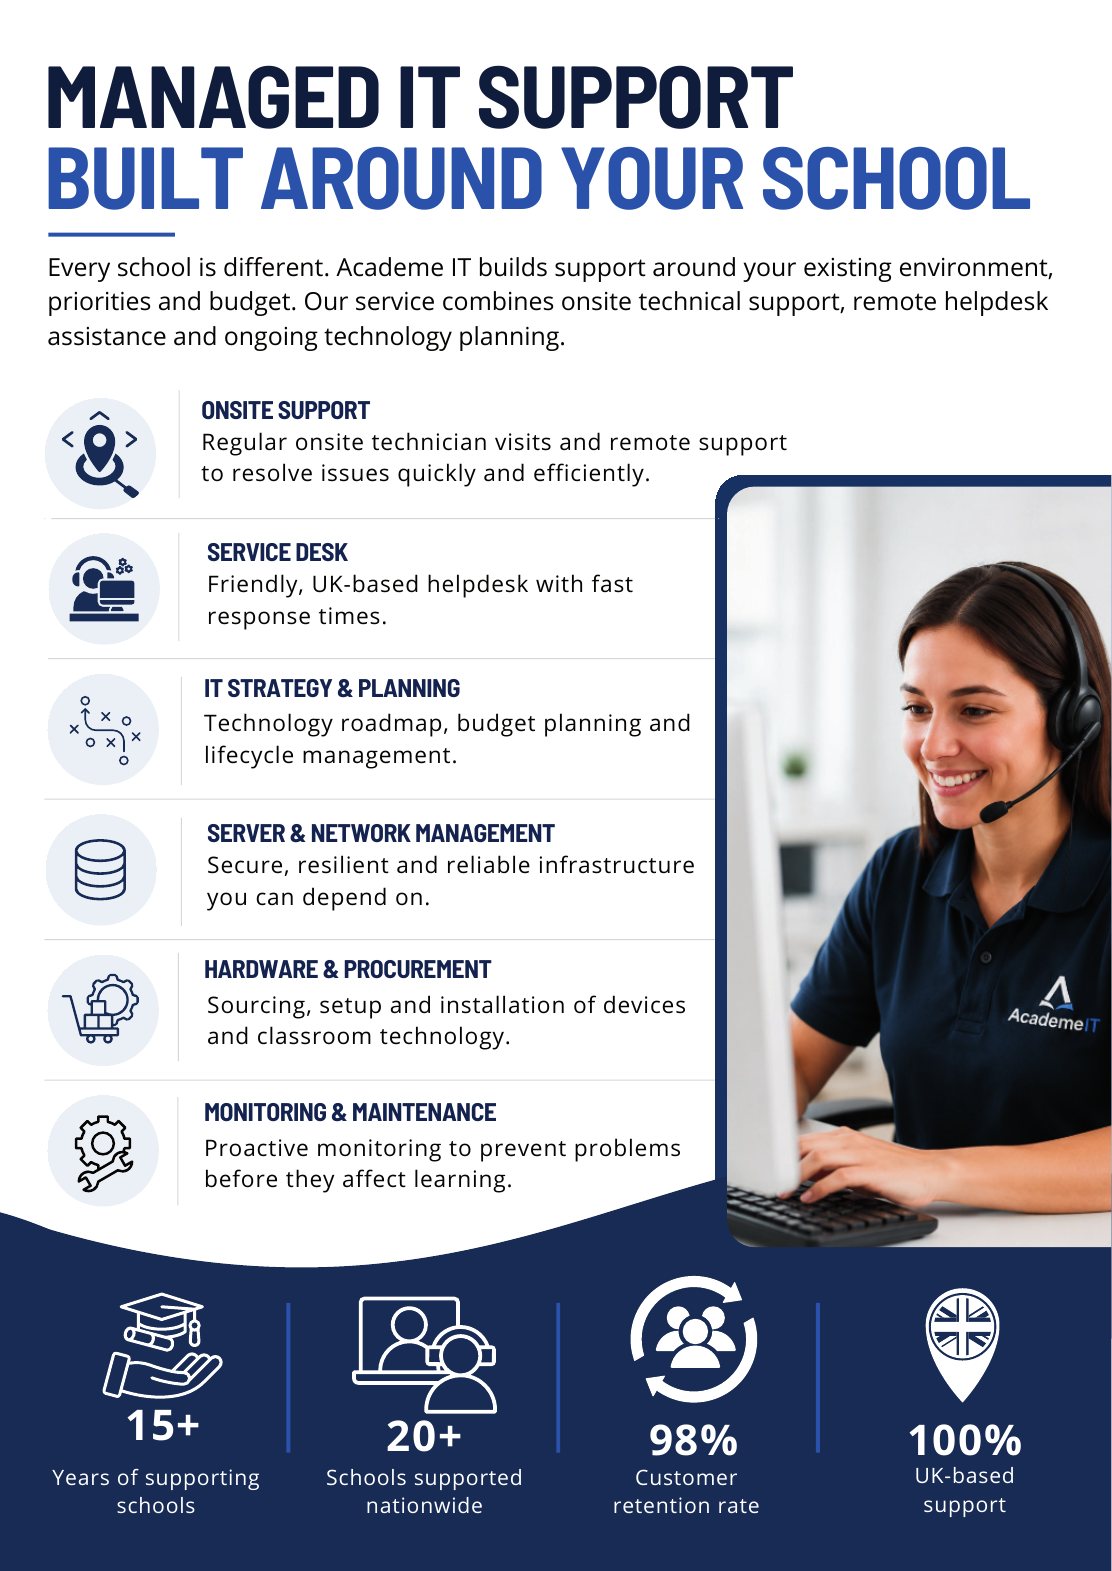 MANAGED IT SUPPORT
BUILT AROUND YOUR SCHOOL
Every school is different. Academe IT builds support around your existing environment,
priorities and budget. Our service combines onsite technical support, remote helpdesk
assistance and ongoing technology planning.
ONSITE SUPPORT
Regular onsite technician visits and remote support
to resolve issues quickly and efficiently.
SERVICE DESK
Friendly, UK-based helpdesk with fast
response times.
IT STRATEGY & PLANNING
Technology roadmap, budget planning and
lifecycle management.
SERVER & NETWORK MANAGEMENT
Secure, resilient and reliable infrastructure
you can depend on.
HARDWARE & PROCUREMENT
Sourcing, setup and installation of devices
and classroom technology.
MONITORING & MAINTENANCE
Proactive monitoring to prevent problems
before they affect learning.
AcademeIT
15+
Years of supporting
schools
20+
Schools supported
nationwide
98%
Customer
retention rate
100%
UK-based
support